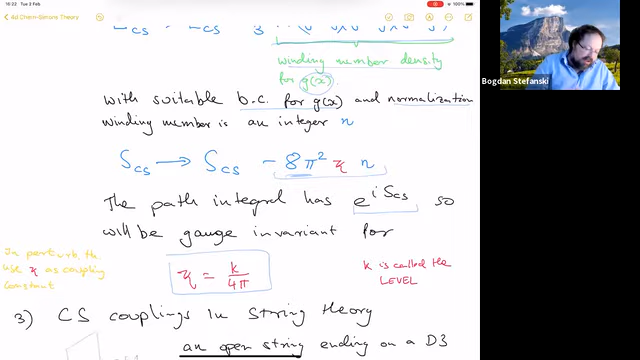 16:22 Tue 2 Feb
100%
4d Chern-Simons Theory
winding number density
for g(x).
with suitable b.c. for g(x) and normalization
winding number is an integer n
S_CS → S_CS - 8π² ϰ n
The path integral has e^{i S_CS} so
will be gauge invariant for
ϰ = k/4π
In perturb. th.
use ϰ as coupling
constant
k is called the
LEVEL
3) CS couplings in string theory
an open string ending on a D3
Bogdan Stefanski